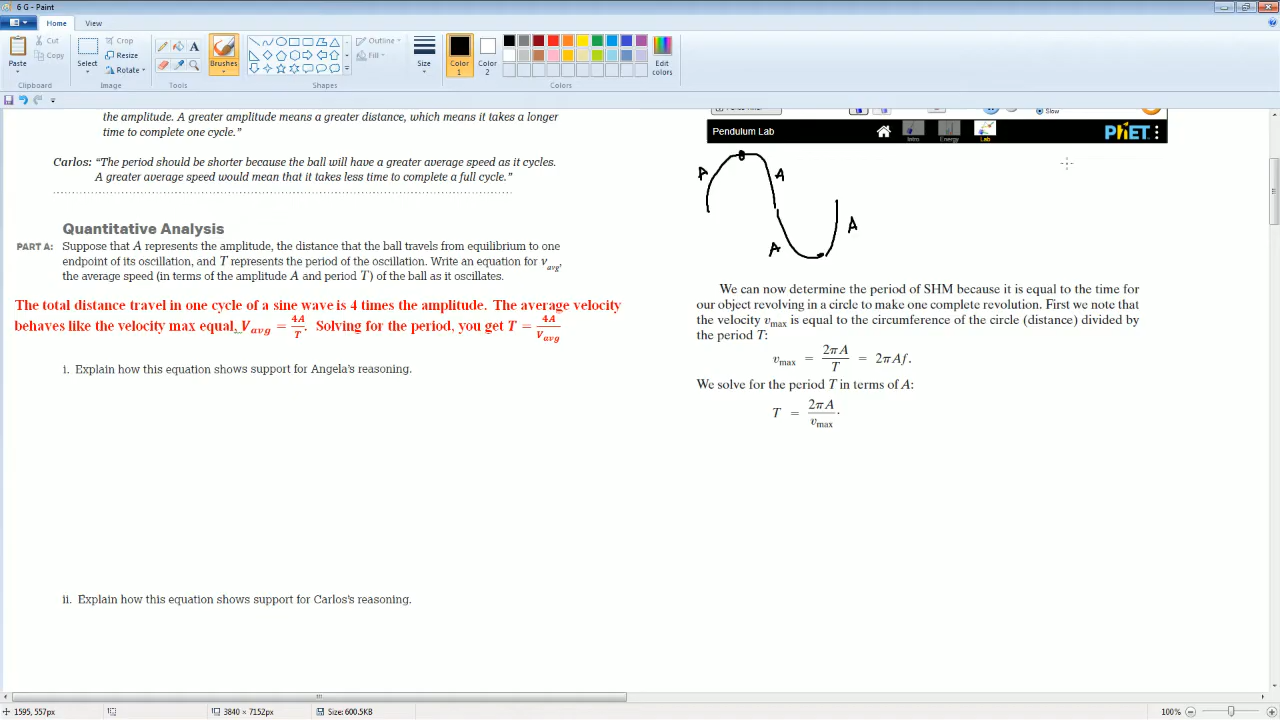 6 G - Paint
Home View
Paste
Cut
Copy
Clipboard
Select
Crop
Resize
Rotate
Image
Tools
Brushes
Shapes
Outline
Fill
Size
Color 1
Color 2
Edit colors
Colors
the amplitude. A greater amplitude means a greater distance, which means it takes a longer
time to complete one cycle."
Carlos: "The period should be shorter because the ball will have a greater average speed as it cycles.
A greater average speed would mean that it takes less time to complete a full cycle."
Quantitative Analysis
PART A: Suppose that A represents the amplitude, the distance that the ball travels from equilibrium to one
endpoint of its oscillation, and T represents the period of the oscillation. Write an equation for v_avg,
the average speed (in terms of the amplitude A and period T) of the ball as it oscillates.
The total distance travel in one cycle of a sine wave is 4 times the amplitude. The average velocity
behaves like the velocity max equal, V_avg = 4A/T. Solving for the period, you get T = 4A/V_avg
i. Explain how this equation shows support for Angela's reasoning.
ii. Explain how this equation shows support for Carlos's reasoning.
Slow
Pendulum Lab
Intro
Energy
Lab
PhET
A A
A A
We can now determine the period of SHM because it is equal to the time for
our object revolving in a circle to make one complete revolution. First we note that
the velocity v_max is equal to the circumference of the circle (distance) divided by
the period T:
v_max = 2πA/T = 2πAf.
We solve for the period T in terms of A:
T = 2πA/v_max.
1595, 557px
3840 × 7152px
Size: 600.5KB
100%